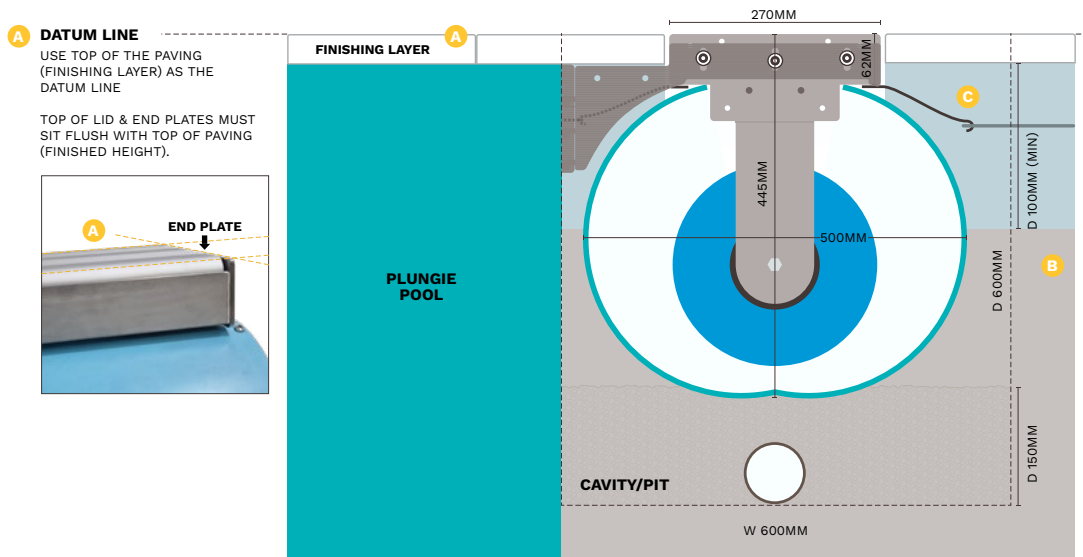 A DATUM LINE
USE TOP OF THE PAVING
(FINISHING LAYER) AS THE
DATUM LINE
TOP OF LID & END PLATES MUST
SIT FLUSH WITH TOP OF PAVING
(FINISHED HEIGHT).
A
END PLATE
FINISHING LAYER
A
270MM
62MM
C
445MM
D 100MM (MIN)
500MM
B
D 600MM
PLUNGIE
POOL
D 150MM
CAVITY/PIT
W 600MM